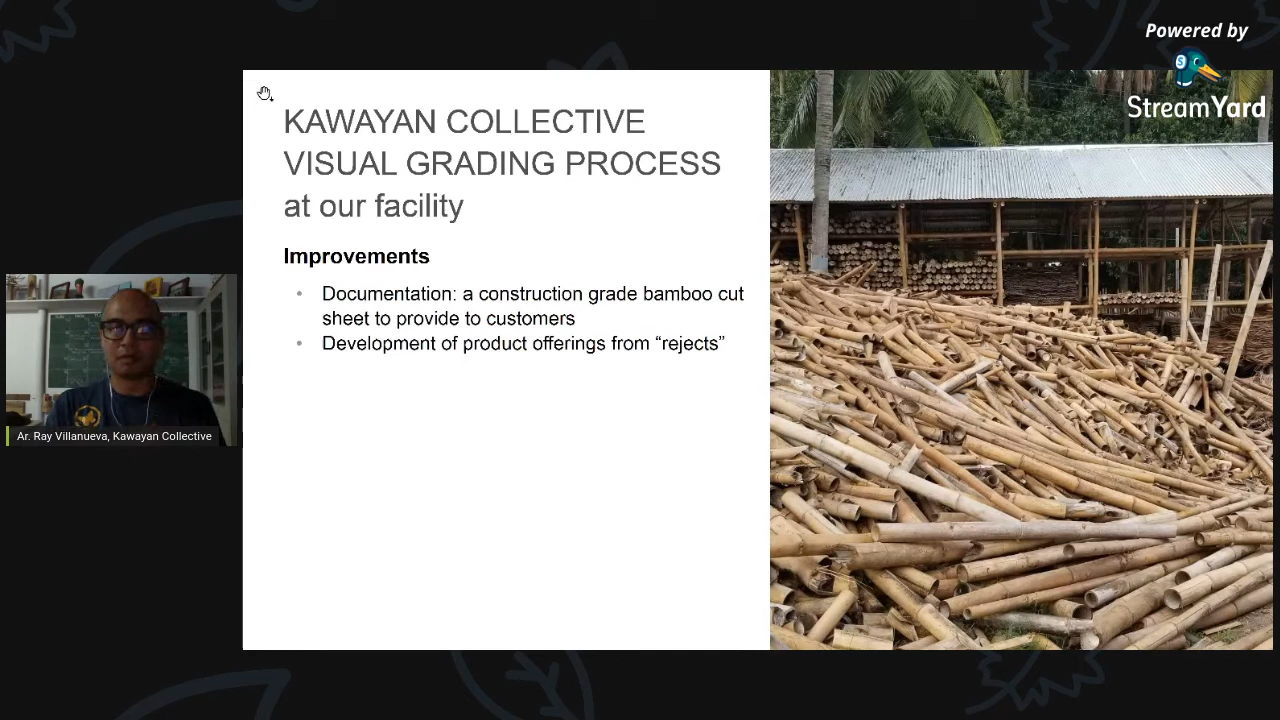 Powered by
StreamYard
KAWAYAN COLLECTIVE
VISUAL GRADING PROCESS
at our facility
Improvements
• Documentation: a construction grade bamboo cut
sheet to provide to customers
• Development of product offerings from “rejects”
Ar. Ray Villanueva, Kawayan Collective